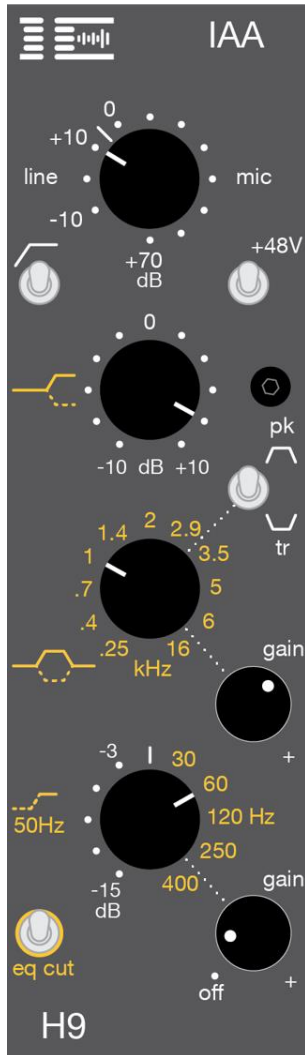 IAA
0
+10
line
mic
-10
+70
dB
+48V
0
pk
-10 dB +10
tr
2
1.4 2.9
1 3.5
.7 5
.4 6
.25 16
kHz
gain
+
-3 30
60
50Hz 120 Hz
250
-15 400
dB
gain
eq cut
off +
H9